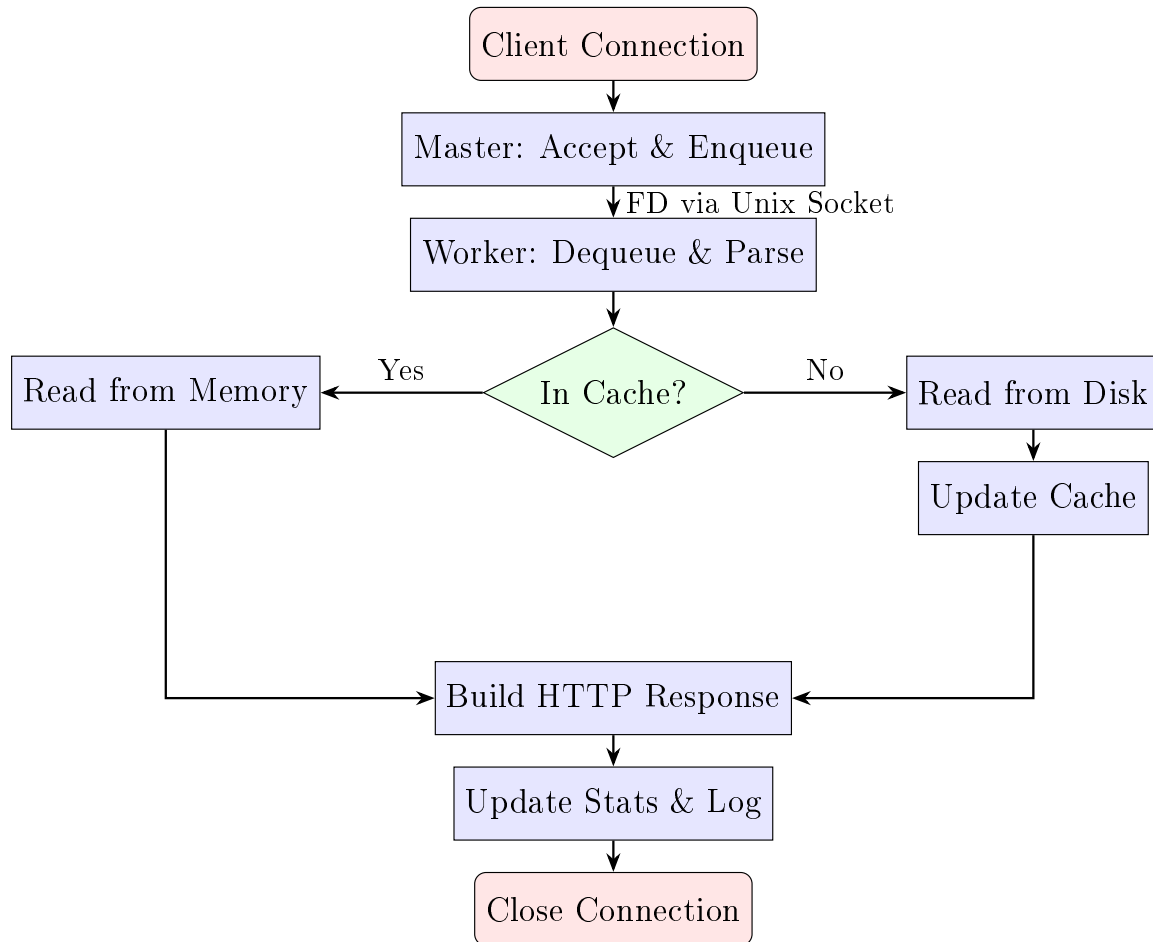 Client Connection
Master: Accept & Enqueue
FD via Unix Socket
Worker: Dequeue & Parse
Yes
No
Read from Memory
In Cache?
Read from Disk
Update Cache
Build HTTP Response
Update Stats & Log
Close Connection